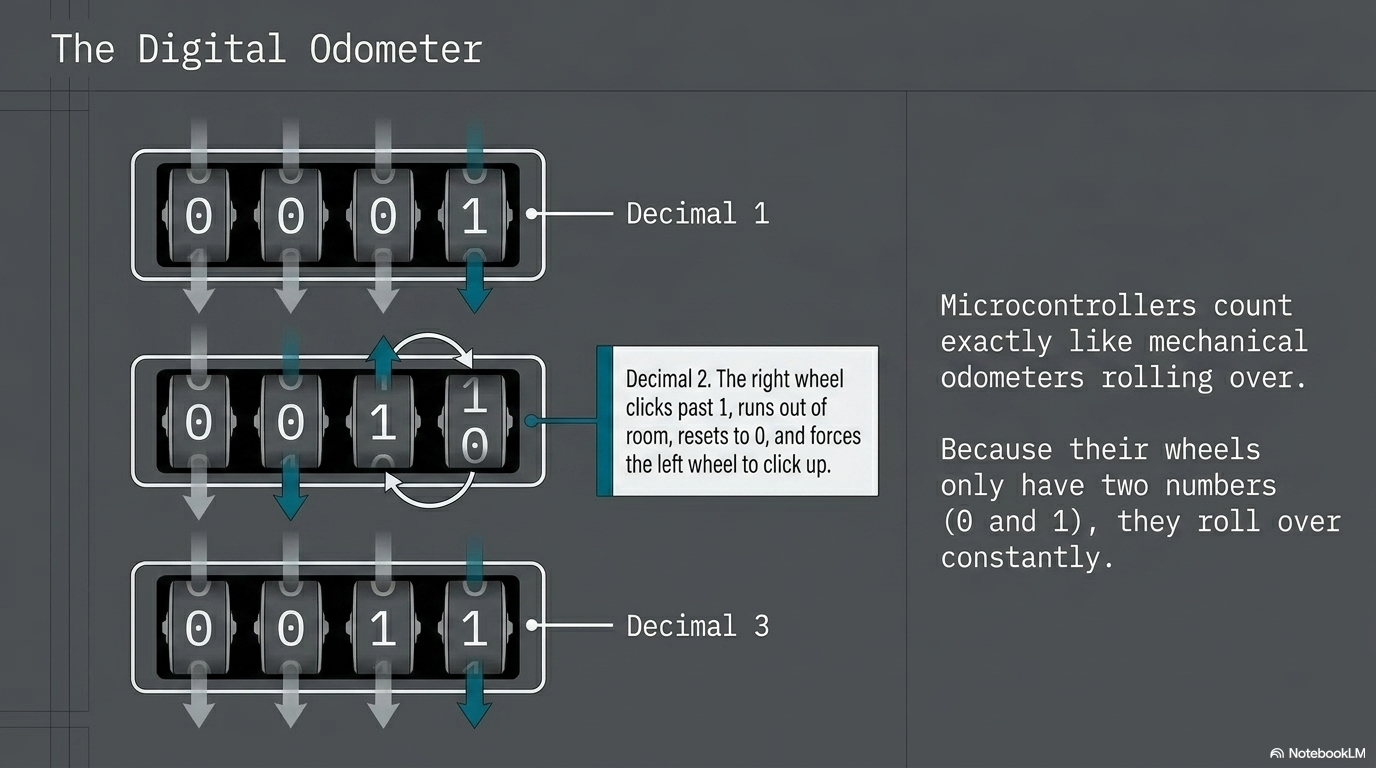 The Digital Odometer
0 0 0 1
Decimal 1
0 0 1 1
0
Decimal 2. The right wheel
clicks past 1, runs out of
room, resets to 0, and forces
the left wheel to click up.
0 0 1 1
Decimal 3
Microcontrollers count
exactly like mechanical
odometers rolling over.
Because their wheels
only have two numbers
(0 and 1), they roll over
constantly.
NotebookLM